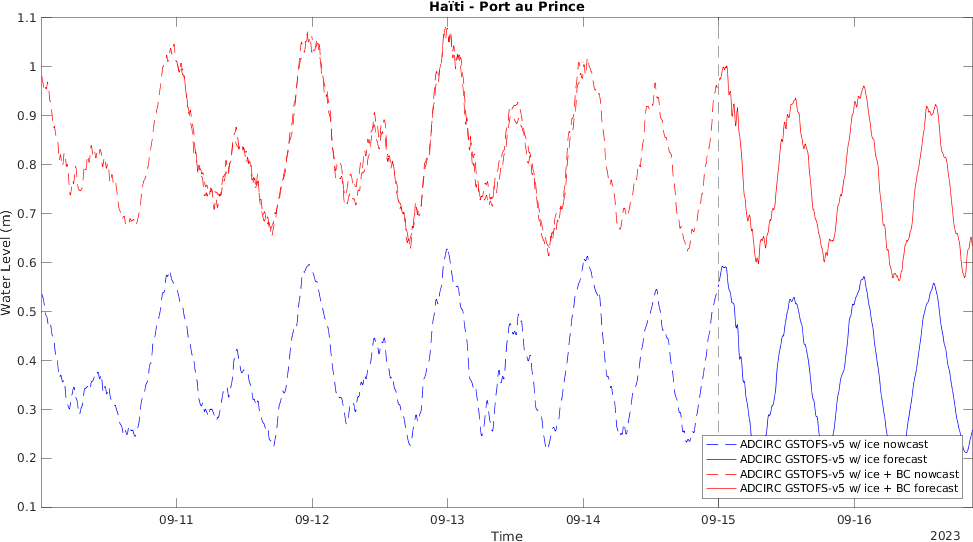 Haïti - Port au Prince
1.1
1
0.9
0.8
0.7
0.6
0.5
0.4
0.3
0.2
0.1
Water Level (m)
ADCIRC GSTOFS-v5 w/ ice nowcast
ADCIRC GSTOFS-v5 w/ ice forecast
ADCIRC GSTOFS-v5 w/ ice + BC nowcast
ADCIRC GSTOFS-v5 w/ ice + BC forecast
09-11 09-12 09-13 09-14 09-15 09-16
Time
2023